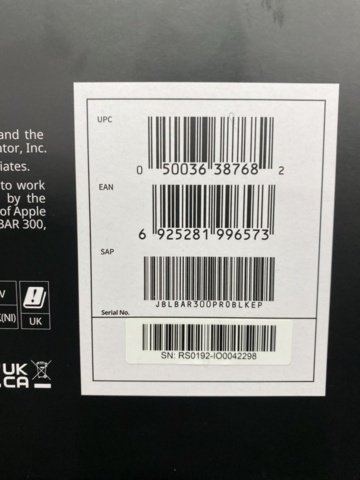 and the
ator, Inc.
iates.
to work
by the
of Apple
BAR 300,
V
(NI)
UK
UK
CA
UPC
0 50036 38768 2
EAN
6 925281 996573
SAP
JBLBAR300PROBLKEP
Serial No.
SN: RS0192-IO0042298